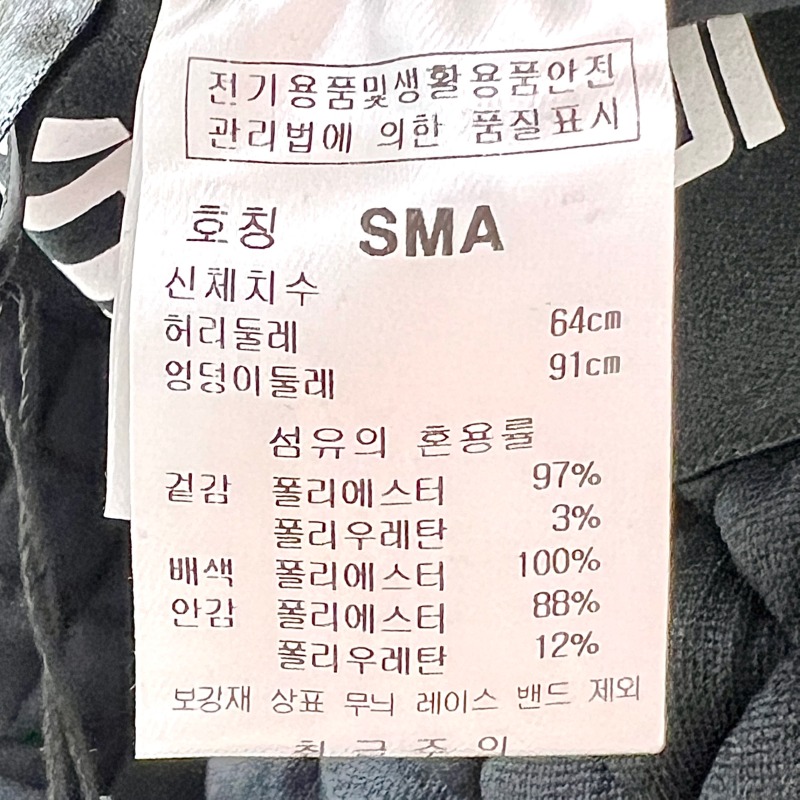 전기용품및생활용품안전
관리법에 의한 품질표시
호칭 SMA
신체치수
허리둘레 64cm
엉덩이둘레 91cm
섬유의 혼용률
겉감 폴리에스터 97%
폴리우레탄 3%
배색 폴리에스터 100%
안감 폴리에스터 88%
폴리우레탄 12%
보강재 상표 무늬 레이스 밴드 제외